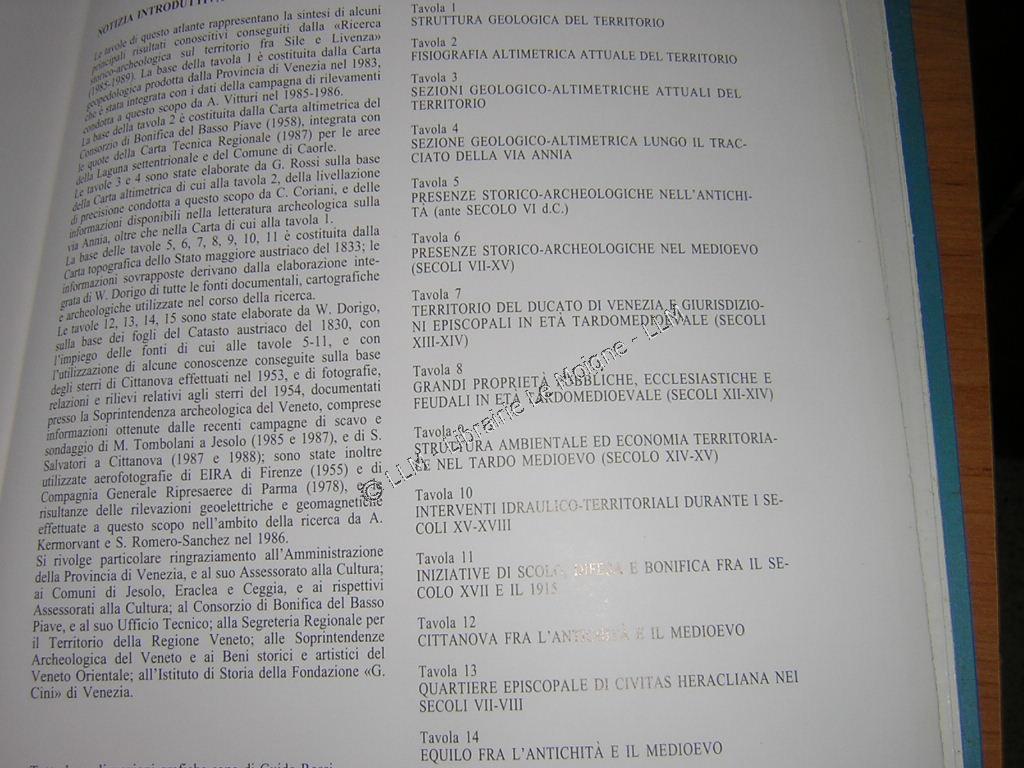 NOTIZIA INTRODUTTIVA
Le tavole di questo atlante rappresentano la sintesi di alcuni
principali risultati conoscitivi conseguiti dalla «Ricerca
storico-archeologica sul territorio fra Sile e Livenza»
(1985-1989). La base della tavola 1 è costituita dalla Carta
geopedologica prodotta dalla Provincia di Venezia nel 1983,
che è stata integrata con i dati della campagna di rilevamenti
condotta a questo scopo da A. Vitturi nel 1985-1986.
La base della tavola 2 è costituita dalla Carta altimetrica del
Consorzio di Bonifica del Basso Piave (1958), integrata con
le quote della Carta Tecnica Regionale (1987) per le aree
della Laguna settentrionale e del Comune di Caorle.
Le tavole 3 e 4 sono state elaborate da G. Rossi sulla base
della Carta altimetrica di cui alla tavola 2, della livellazione
di precisione condotta a questo scopo da C. Coriani, e delle
informazioni disponibili nella letteratura archeologica sulla
via Annia, oltre che nella Carta di cui alla tavola 1.
La base delle tavole 5, 6, 7, 8, 9, 10, 11 è costituita dalla
Carta topografica dello Stato maggiore austriaco del 1833; le
informazioni sovrapposte derivano dalla elaborazione inte-
grata di W. Dorigo di tutte le fonti documentali, cartografiche
e archeologiche utilizzate nel corso della ricerca.
Le tavole 12, 13, 14, 15 sono state elaborate da W. Dorigo,
sulla base dei fogli del Catasto austriaco del 1830, con
l'impiego delle fonti di cui alle tavole 5-11, e con
l'utilizzazione di alcune conoscenze conseguite sulla base
degli sterri di Cittanova effettuati nel 1953, e di fotografie,
relazioni e rilievi relativi agli sterri del 1954, documentati
presso la Soprintendenza archeologica del Veneto, comprese
informazioni ottenute dalle recenti campagne di scavo e
sondaggio di M. Tombolani a Jesolo (1985 e 1987), e di S.
Salvatori a Cittanova (1987 e 1988); sono state inoltre
utilizzate aerofotografie di EIRA di Firenze (1955) e di
Compagnia Generale Ripresaeree di Parma (1978), e le
risultanze delle rilevazioni geoelettriche e geomagnetiche
effettuate a questo scopo nell'ambito della ricerca da A.
Kermorvant e S. Romero-Sanchez nel 1986.
Si rivolge particolare ringraziamento all'Amministrazione
della Provincia di Venezia, e al suo Assessorato alla Cultura;
ai Comuni di Jesolo, Eraclea e Ceggia, e ai rispettivi
Assessorati alla Cultura; al Consorzio di Bonifica del Basso
Piave, e al suo Ufficio Tecnico; alla Segreteria Regionale per
il Territorio della Regione Veneto; alle Soprintendenze
Archeologica del Veneto e ai Beni storici e artistici del
Veneto Orientale; all'Istituto di Storia della Fondazione «G.
Cini» di Venezia.
Tavola 1
STRUTTURA GEOLOGICA DEL TERRITORIO
Tavola 2
FISIOGRAFIA ALTIMETRICA ATTUALE DEL TERRITORIO
Tavola 3
SEZIONI GEOLOGICO-ALTIMETRICHE ATTUALI DEL
TERRITORIO
Tavola 4
SEZIONE GEOLOGICO-ALTIMETRICA LUNGO IL TRAC-
CIATO DELLA VIA ANNIA
Tavola 5
PRESENZE STORICO-ARCHEOLOGICHE NELL'ANTICHI-
TÀ (ante SECOLO VI d.C.)
Tavola 6
PRESENZE STORICO-ARCHEOLOGICHE NEL MEDIOEVO
(SECOLI VII-XV)
Tavola 7
TERRITORIO DEL DUCATO DI VENEZIA E GIURISDIZIO-
NI EPISCOPALI IN ETÀ TARDOMEDIOEVALE (SECOLI
XIII-XIV)
Tavola 8
GRANDI PROPRIETÀ PUBBLICHE, ECCLESIASTICHE E
FEUDALI IN ETÀ TARDOMEDIOEVALE (SECOLI XII-XIV)
Tavola
STRUTTURA AMBIENTALE ED ECONOMIA TERRITORIA-
LE NEL TARDO MEDIOEVO (SECOLO XIV-XV)
Tavola 10
INTERVENTI IDRAULICO-TERRITORIALI DURANTE I SE-
COLI XV-XVIII
Tavola 11
INIZIATIVE DI SCOLO, DIFESA E BONIFICA FRA IL SE-
COLO XVII E IL 1915
Tavola 12
CITTANOVA FRA L'ANTICHITÀ E IL MEDIOEVO
Tavola 13
QUARTIERE EPISCOPALE DI CIVITAS HERACLIANA NEI
SECOLI VII-VIII
Tavola 14
EQUILO FRA L'ANTICHITÀ E IL MEDIOEVO
© LLM - Librairie Le Moigne - LLM